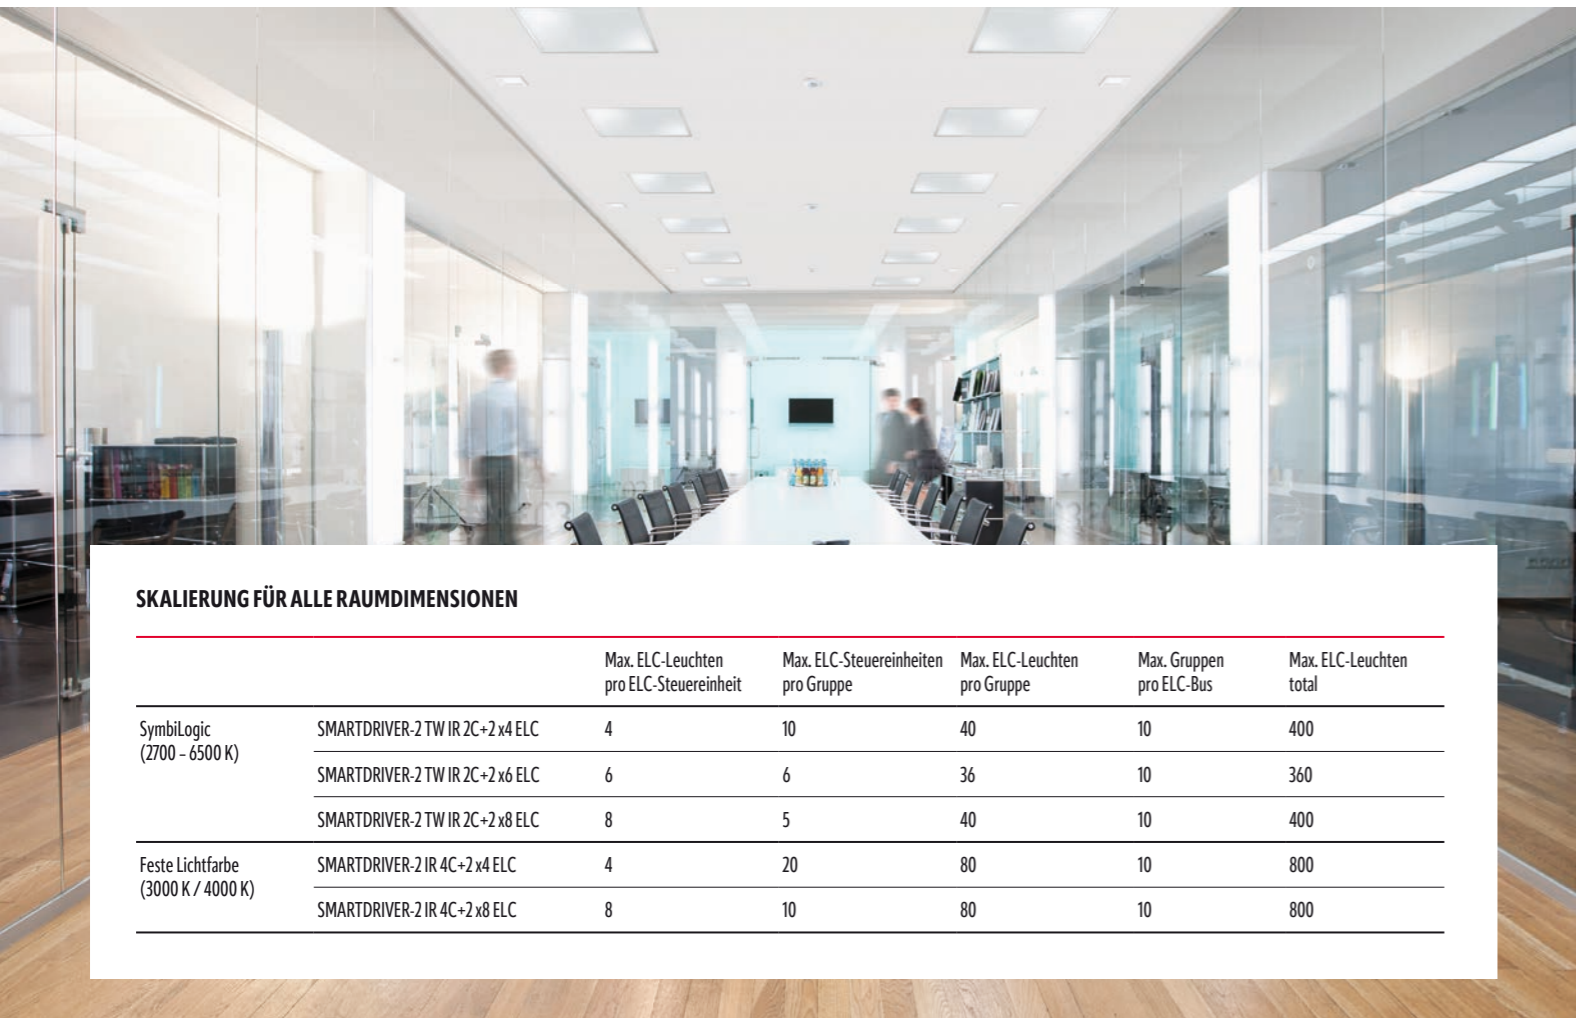 SKALIERUNG FÜR ALLE RAUMDIMENSIONEN
Max. ELC-Leuchten pro ELC-Steuereinheit
Max. ELC-Steuereinheiten pro Gruppe
Max. ELC-Leuchten pro Gruppe
Max. Gruppen pro ELC-Bus
Max. ELC-Leuchten total
SymbiLogic (2700 – 6500 K)
SMARTDRIVER-2 TW IR 2C+2 x4 ELC 4 10 40 10 400
SMARTDRIVER-2 TW IR 2C+2 x6 ELC 6 6 36 10 360
SMARTDRIVER-2 TW IR 2C+2 x8 ELC 8 5 40 10 400
Feste Lichtfarbe (3000 K / 4000 K)
SMARTDRIVER-2 IR 4C+2 x4 ELC 4 20 80 10 800
SMARTDRIVER-2 IR 4C+2 x8 ELC 8 10 80 10 800